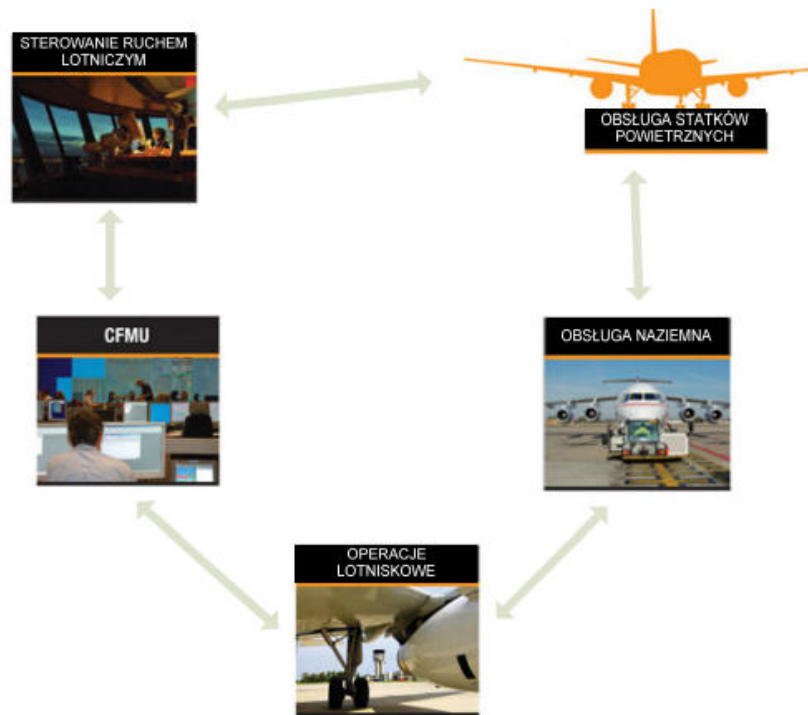 STEROWANIE RUCHEM
LOTNICZYM
OBSŁUGA STATKÓW
POWIETRZNYCH
CFMU
OBSŁUGA NAZIEMNA
OPERACJE
LOTNISKOWE